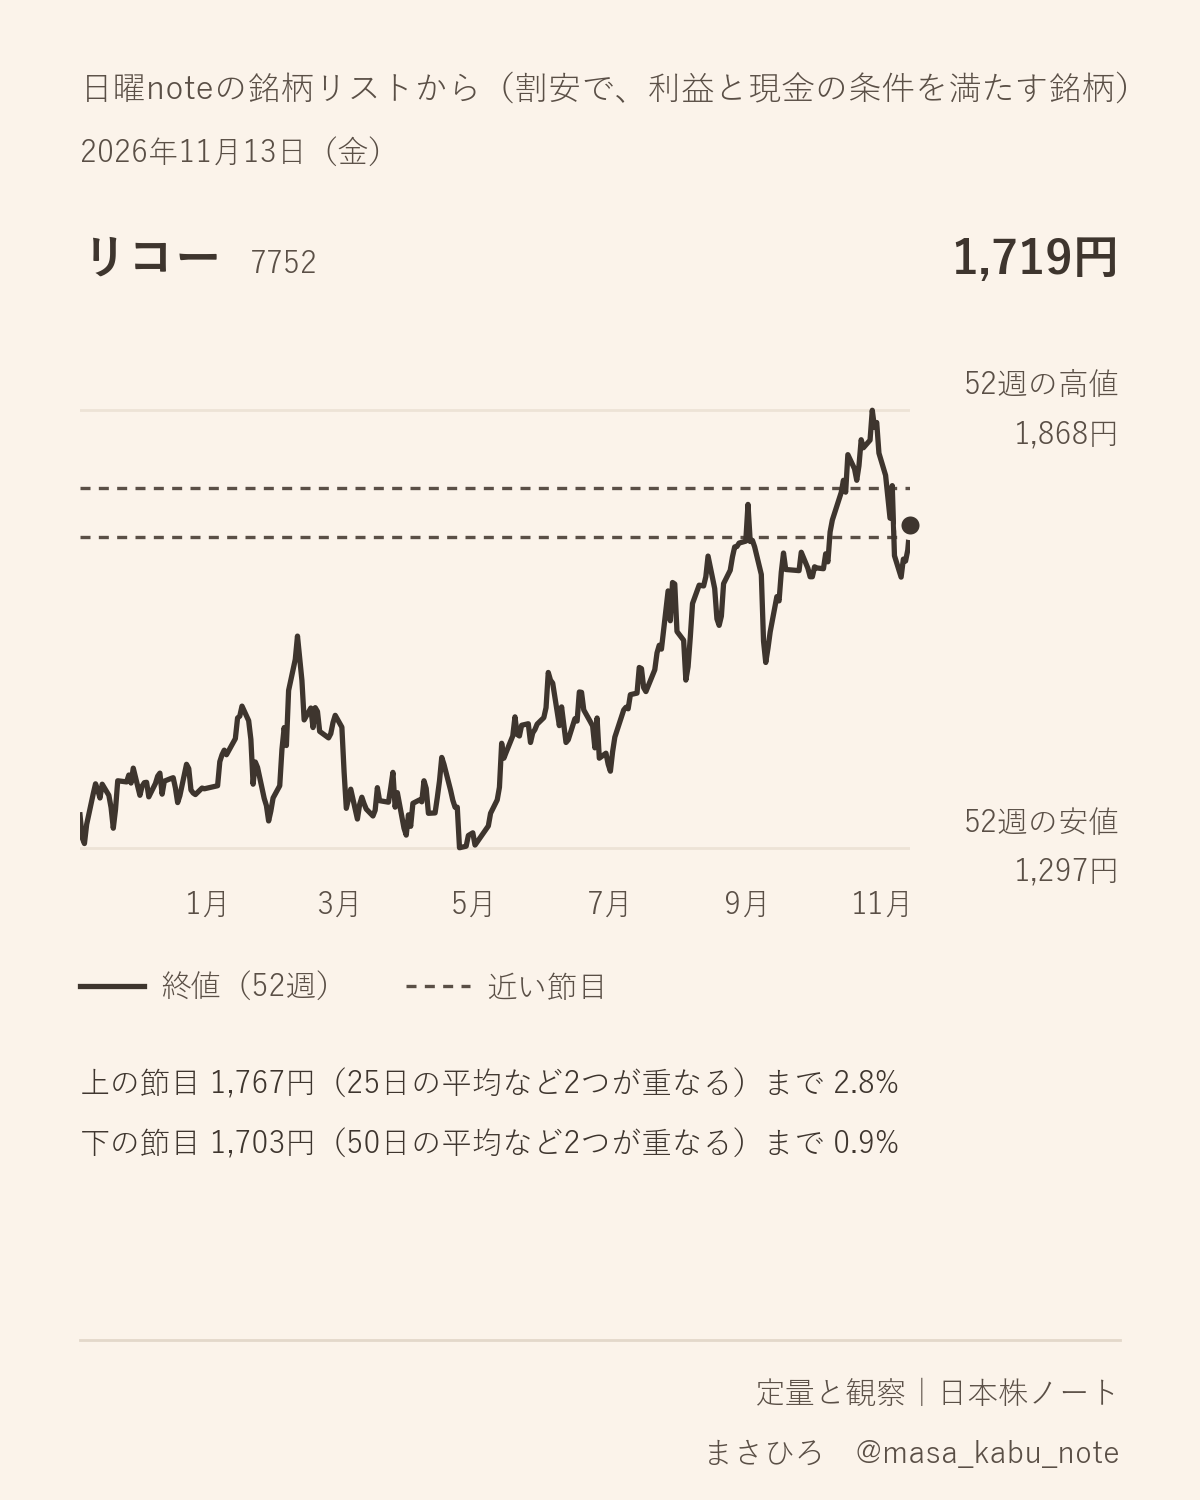 日曜noteの銘柄リストから（割安で、利益と現金の条件を満たす銘柄）
2026年11月13日（金）
リコー 7752 1,719円
52週の高値
1,868円
52週の安値
1,297円
1月 3月 5月 7月 9月 11月
終値（52週） 近い節目
上の節目 1,767円（25日の平均など2つが重なる）まで 2.8%
下の節目 1,703円（50日の平均など2つが重なる）まで 0.9%
定量と観察｜日本株ノート
まさひろ　@masa_kabu_note